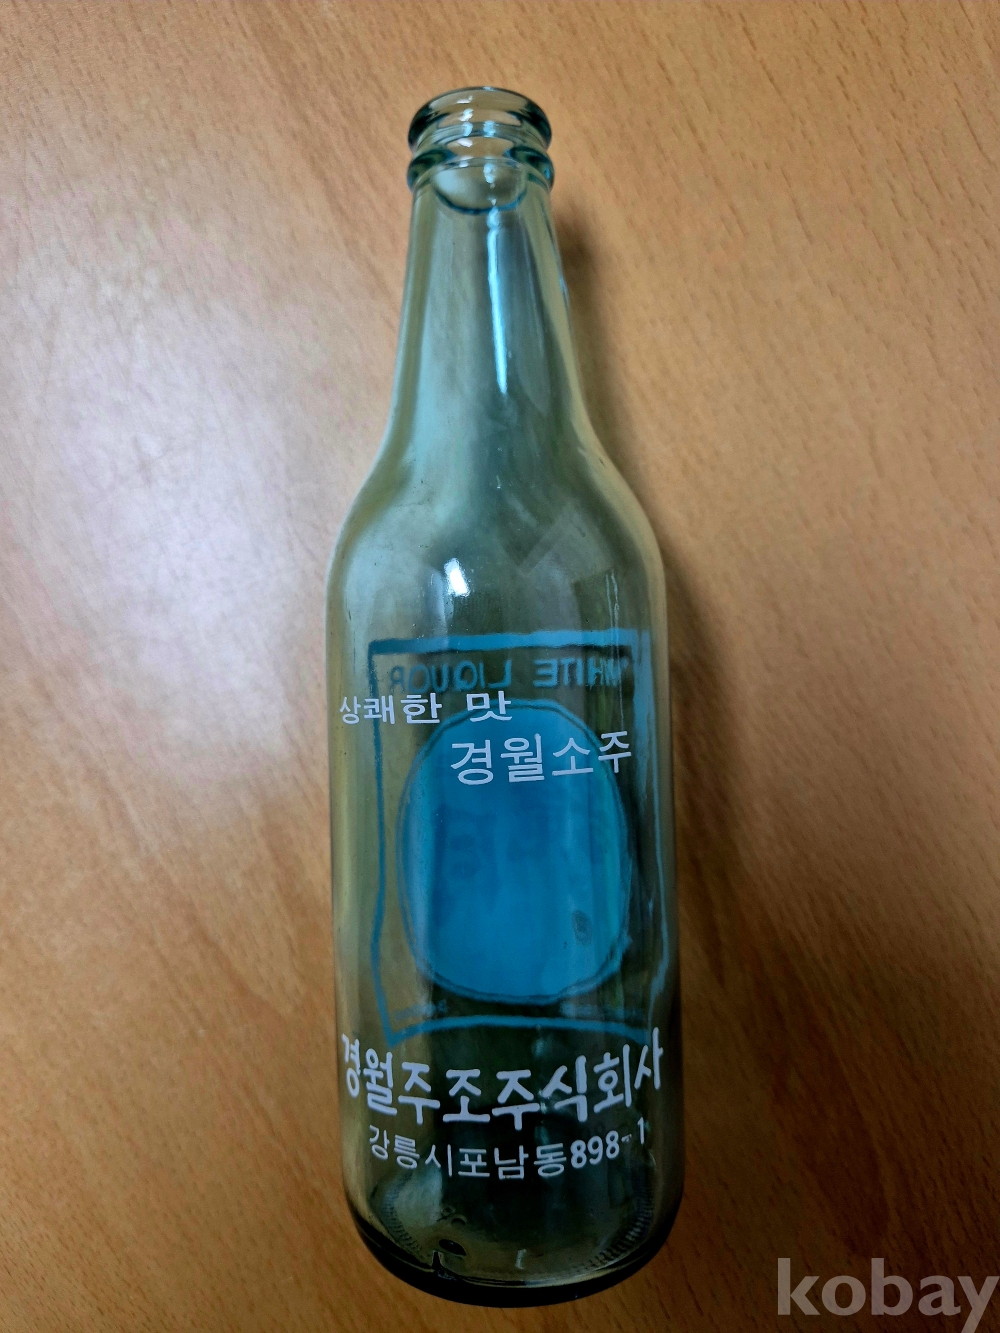 WHITE LIQUOR
상쾌한 맛
경월소주
경월주조주식회사
강릉시포남동898-1
kobay